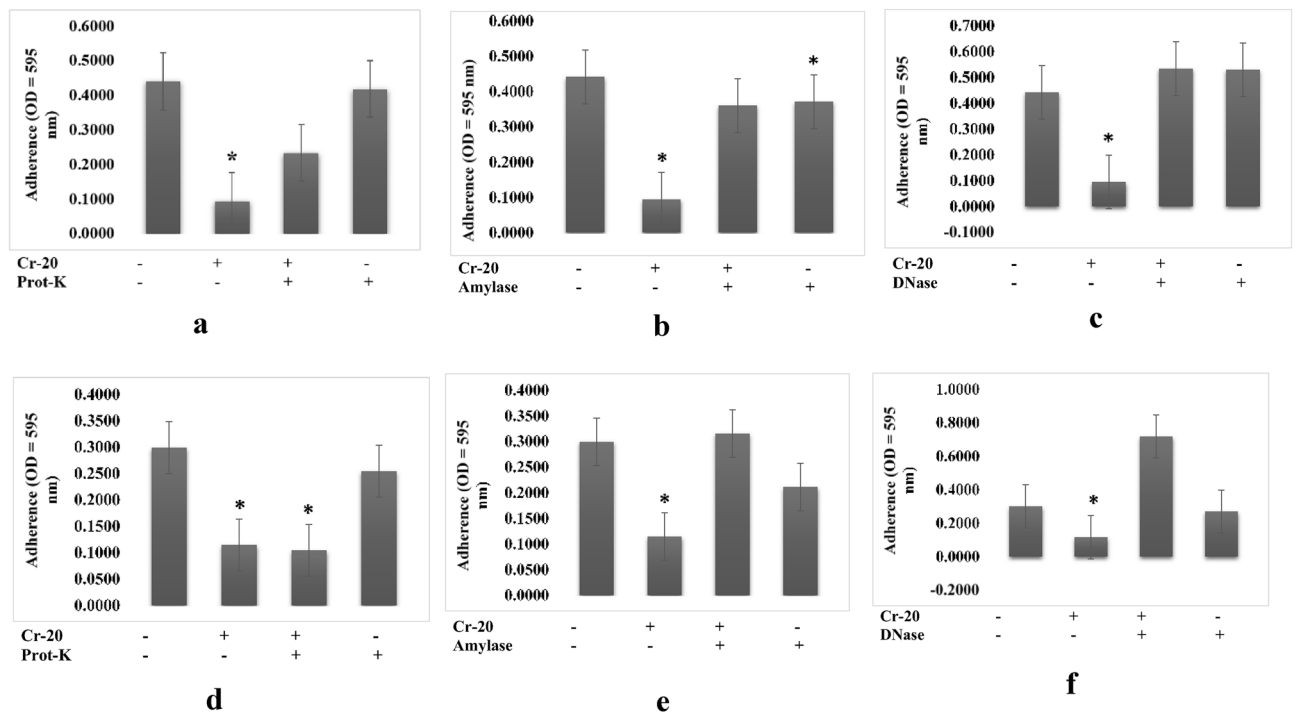 Adherence (OD = 595 nm)
0.6000
0.5000
0.4000
0.3000
0.2000
0.1000
0.0000
*
Cr-20 - + + -
Prot-K - - + +
a
Adherence (OD = 595 nm)
0.6000
0.5000
0.4000
0.3000
0.2000
0.1000
0.0000
* *
Cr-20 - + + -
Amylase - - + +
b
Adherence (OD = 595 nm)
0.7000
0.6000
0.5000
0.4000
0.3000
0.2000
0.1000
0.0000
-0.1000
*
Cr-20 - + + -
DNase - - + +
c
Adherence (OD = 595 nm)
0.4000
0.3500
0.3000
0.2500
0.2000
0.1500
0.1000
0.0500
0.0000
* *
Cr-20 - + + -
Prot-K - - + +
d
Adherence (OD = 595 nm)
0.4000
0.3500
0.3000
0.2500
0.2000
0.1500
0.1000
0.0500
0.0000
*
Cr-20 - + + -
Amylase - - + +
e
Adherence (OD = 595 nm)
1.0000
0.8000
0.6000
0.4000
0.2000
0.0000
-0.2000
*
Cr-20 - + + -
DNase - - + +
f